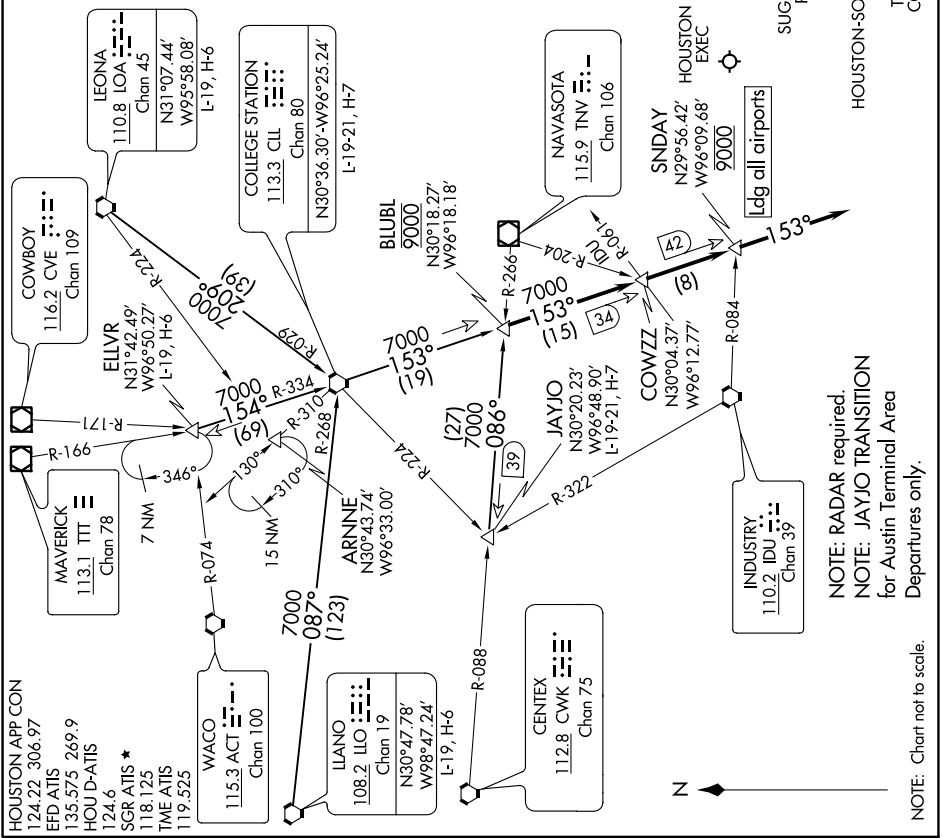 HOUSTON APP CON
124.22 306.97
EFD ATIS
135.575 269.9
HOU D-ATIS
124.6
SGR ATIS ★
118.125
TME ATIS
119.525
MAVERICK
113.1 TTT
Chan 78
COWBOY
116.2 CVE
Chan 109
LEONA
110.8 LOA
Chan 45
N31°07.44'
W95°58.08'
L-19, H-6
ELLVR
N31°42.49'
W96°50.27'
L-19, H-6
R-166
R-171
7 NM
346°
R-224
7000
209°
(39)
R-029
COLLEGE STATION
113.3 CLL
Chan 80
N30°36.30'-W96°25.24'
L-19-21, H-7
7000
154°
(69)
R-334
R-310
R-268
130°
310°
15 NM
ARNNE
N30°43.74'
W96°33.00'
WACO
115.3 ACT
Chan 100
R-074
7000
087°
(123)
LLANO
108.2 LLO
Chan 19
N30°47.78'
W98°47.24'
L-19, H-6
7000
153°
(19)
BLUBL
9000
N30°18.27'
W96°18.18'
NAVASOTA
115.9 TNV
Chan 106
R-266
R-204
R-224
(27)
7000
086°
39
JAYJO
N30°20.23'
W96°48.90'
L-19-21, H-7
R-088
CENTEX
112.8 CWK
Chan 75
7000
153°
(15)
34
IDU
R-061
COWZZ
N30°04.37'
W96°12.77'
42
(8)
SNDAY
N29°56.42'
W96°09.68'
9000
Ldg all airports
153°
HOUSTON
EXEC
R-084
R-322
INDUSTRY
110.2 IDU
Chan 39
SUG
HOUSTON-SO
N
NOTE: RADAR required.
NOTE: JAYJO TRANSITION
for Austin Terminal Area
Departures only.
NOTE: Chart not to scale.